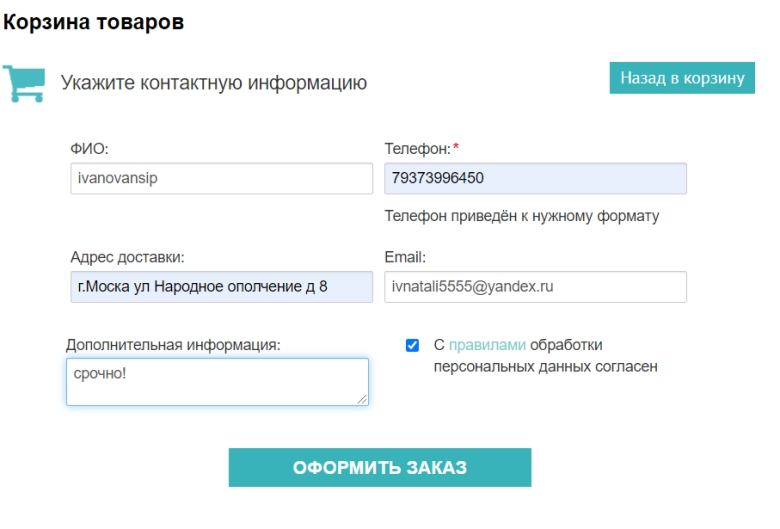 Корзина товаров
Укажите контактную информацию
Назад в корзину
ФИО:
Телефон:*
ivanovansip
79373996450
Телефон приведён к нужному формату
Адрес доставки:
Email:
г.Моска ул Народное ополчение д 8
ivnatali5555@yandex.ru
Дополнительная информация:
срочно!
С правилами обработки
персональных данных согласен
ОФОРМИТЬ ЗАКАЗ